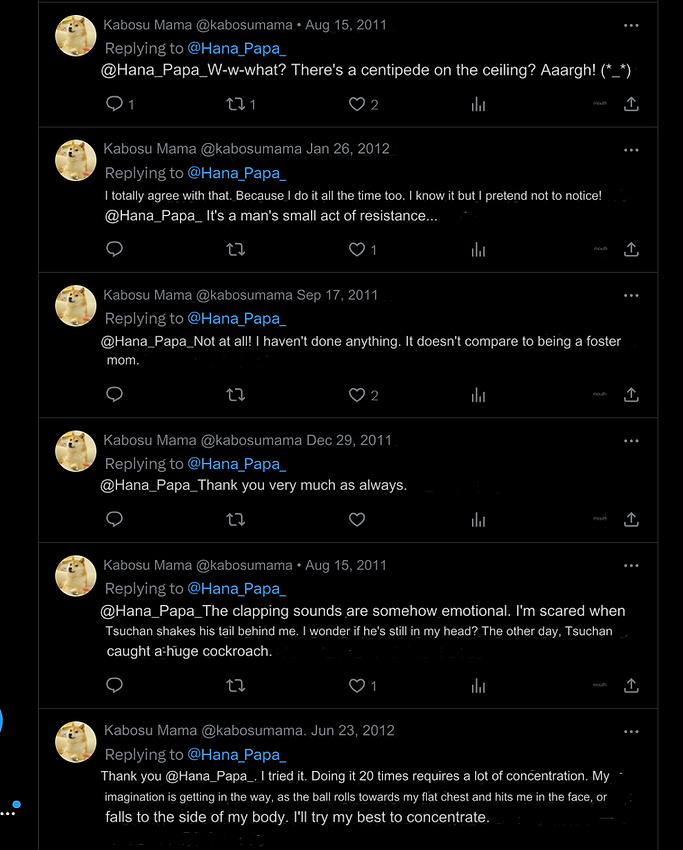 Kabosu Mama @kabosumama • Aug 15, 2011
Replying to @Hana_Papa_
@Hana_Papa_W-w-what? There's a centipede on the ceiling? Aaargh! (*_*)
1 1 2 mouth
Kabosu Mama @kabosumama Jan 26, 2012
Replying to @Hana_Papa_
I totally agree with that. Because I do it all the time too. I know it but I pretend not to notice!
@Hana_Papa_ It's a man's small act of resistance...
1 mouth
Kabosu Mama @kabosumama Sep 17, 2011
Replying to @Hana_Papa_
@Hana_Papa_Not at all! I haven't done anything. It doesn't compare to being a foster
mom.
2 mouth
Kabosu Mama @kabosumama Dec 29, 2011
Replying to @Hana_Papa_
@Hana_Papa_Thank you very much as always.
mouth
Kabosu Mama @kabosumama • Aug 15, 2011
Replying to @Hana_Papa_
@Hana_Papa_The clapping sounds are somehow emotional. I'm scared when
Tsuchan shakes his tail behind me. I wonder if he's still in my head? The other day, Tsuchan
caught a huge cockroach.
1 mouth
Kabosu Mama @kabosumama. Jun 23, 2012
Replying to @Hana_Papa_
Thank you @Hana_Papa_. I tried it. Doing it 20 times requires a lot of concentration. My
imagination is getting in the way, as the ball rolls towards my flat chest and hits me in the face, or
falls to the side of my body. I'll try my best to concentrate.